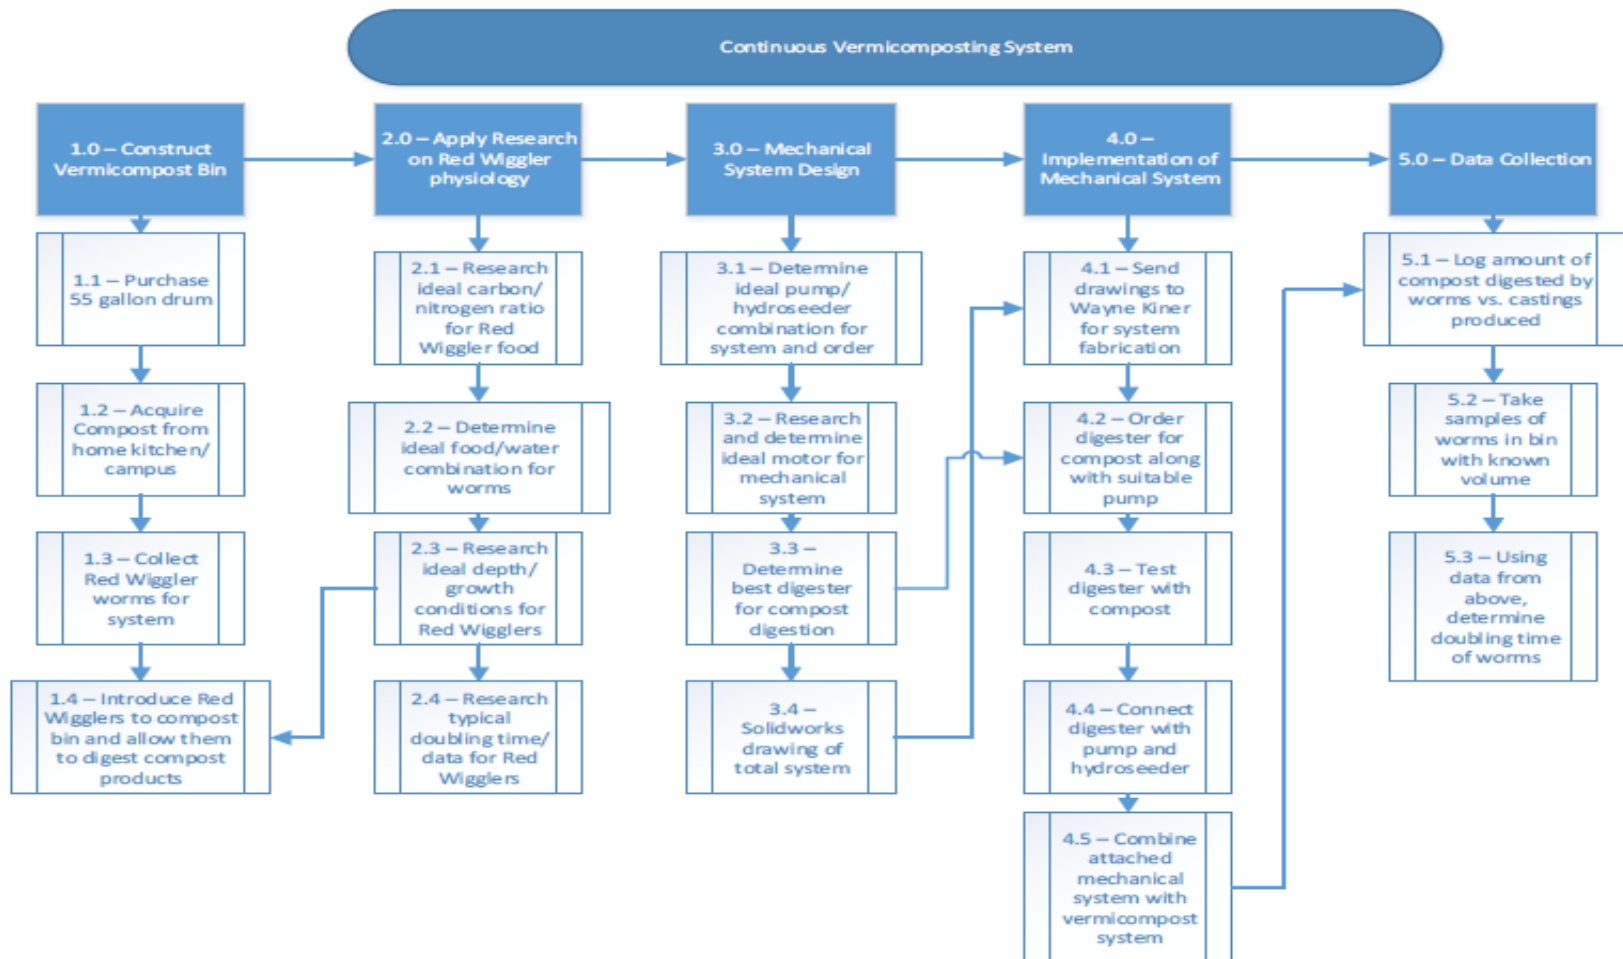 Continuous Vermicomposting System
1.0 – Construct
Vermicompost Bin
2.0 – Apply Research
on Red Wiggler
physiology
3.0 – Mechanical
System Design
4.0 –
Implementation of
Mechanical System
5.0 – Data Collection
1.1 – Purchase
55 gallon drum
1.2 – Acquire
Compost from
home kitchen/
campus
1.3 – Collect
Red Wiggler
worms for
system
1.4 – Introduce Red
Wigglers to compost
bin and allow them
to digest compost
products
2.1 – Research
ideal carbon/
nitrogen ratio
for Red
Wiggler food
2.2 – Determine
ideal food/water
combination for
worms
2.3 – Research
ideal depth/
growth
conditions for
Red Wigglers
2.4 – Research
typical
doubling time/
data for Red
Wigglers
3.1 – Determine
ideal pump/
hydroseeder
combination for
system and order
3.2 – Research
and determine
ideal motor for
mechanical
system
3.3 –
Determine
best digester
for compost
digestion
3.4 –
Solidworks
drawing of
total system
4.1 – Send
drawings to
Wayne Kiner
for system
fabrication
4.2 – Order
digester for
compost along
with suitable
pump
4.3 – Test
digester with
compost
4.4 – Connect
digester with
pump and
hydroseeder
4.5 – Combine
attached
mechanical
system with
vermicompost
system
5.1 – Log amount of
compost digested by
worms vs. castings
produced
5.2 – Take
samples of
worms in bin
with known
volume
5.3 – Using
data from
above,
determine
doubling time
of worms